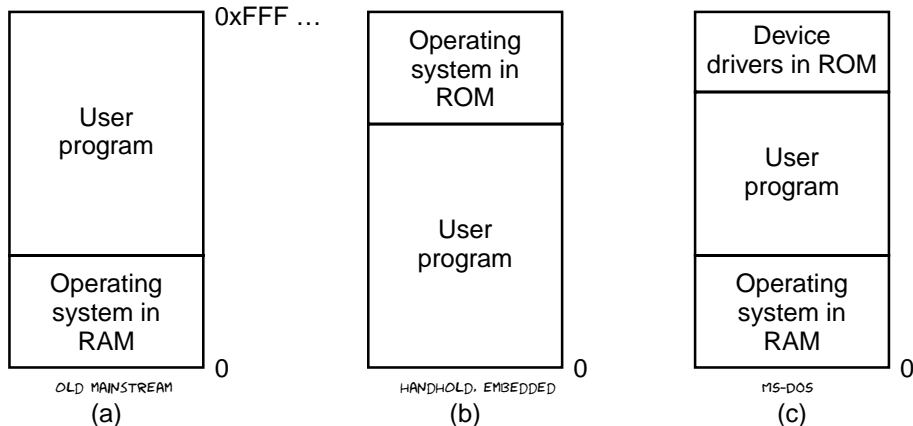 0xFFF …
User
program
Operating
system in
RAM
0
OLD MAINSTREAM
(a)
Operating
system in
ROM
User
program
0
HANDHOLD, EMBEDDED
(b)
Device
drivers in ROM
User
program
Operating
system in
RAM
0
MS-DOS
(c)